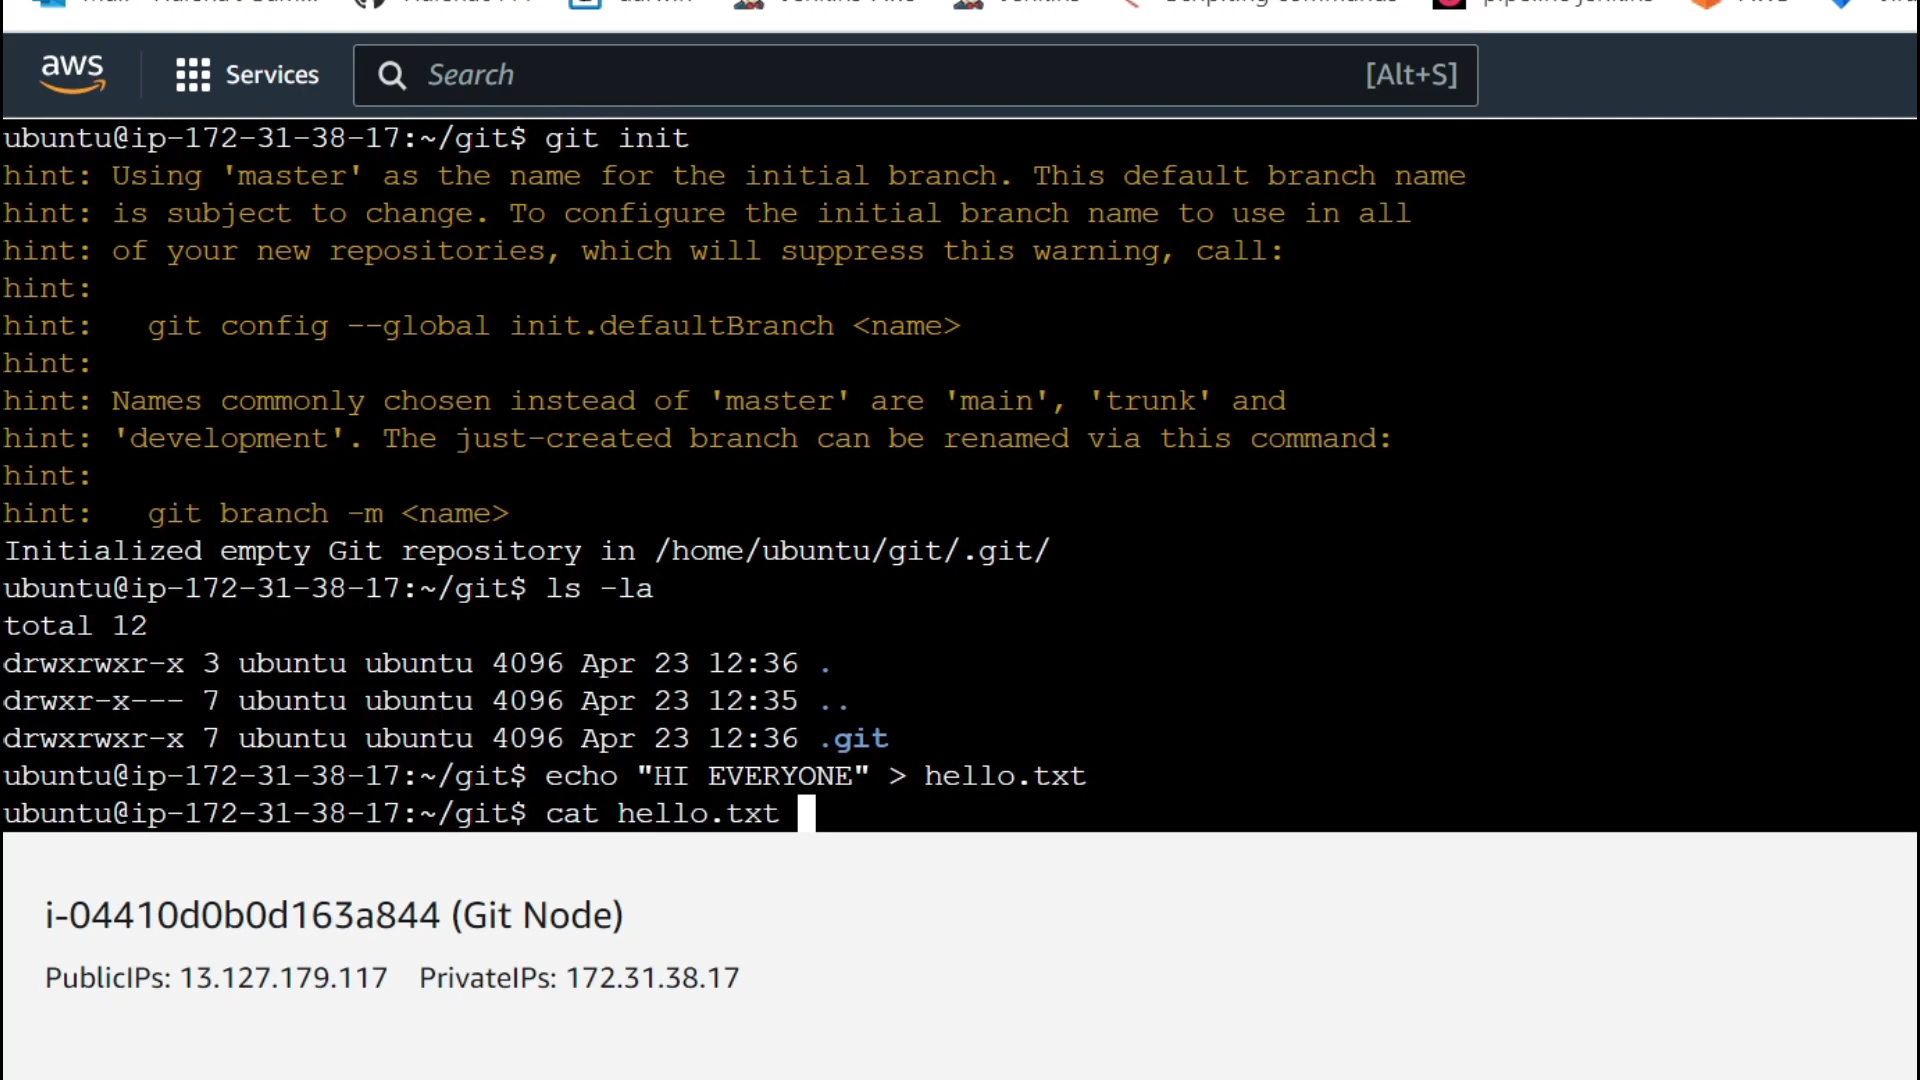 aws Services Search [Alt+S]
ubuntu@ip-172-31-38-17:~/git$ git init
hint: Using 'master' as the name for the initial branch. This default branch name
hint: is subject to change. To configure the initial branch name to use in all
hint: of your new repositories, which will suppress this warning, call:
hint:
hint:   git config --global init.defaultBranch <name>
hint:
hint: Names commonly chosen instead of 'master' are 'main', 'trunk' and
hint: 'development'. The just-created branch can be renamed via this command:
hint:
hint:   git branch -m <name>
Initialized empty Git repository in /home/ubuntu/git/.git/
ubuntu@ip-172-31-38-17:~/git$ ls -la
total 12
drwxrwxr-x 3 ubuntu ubuntu 4096 Apr 23 12:36 .
drwxr-x--- 7 ubuntu ubuntu 4096 Apr 23 12:35 ..
drwxrwxr-x 7 ubuntu ubuntu 4096 Apr 23 12:36 .git
ubuntu@ip-172-31-38-17:~/git$ echo "HI EVERYONE" > hello.txt
ubuntu@ip-172-31-38-17:~/git$ cat hello.txt
i-04410d0b0d163a844 (Git Node)
PublicIPs: 13.127.179.117 PrivateIPs: 172.31.38.17